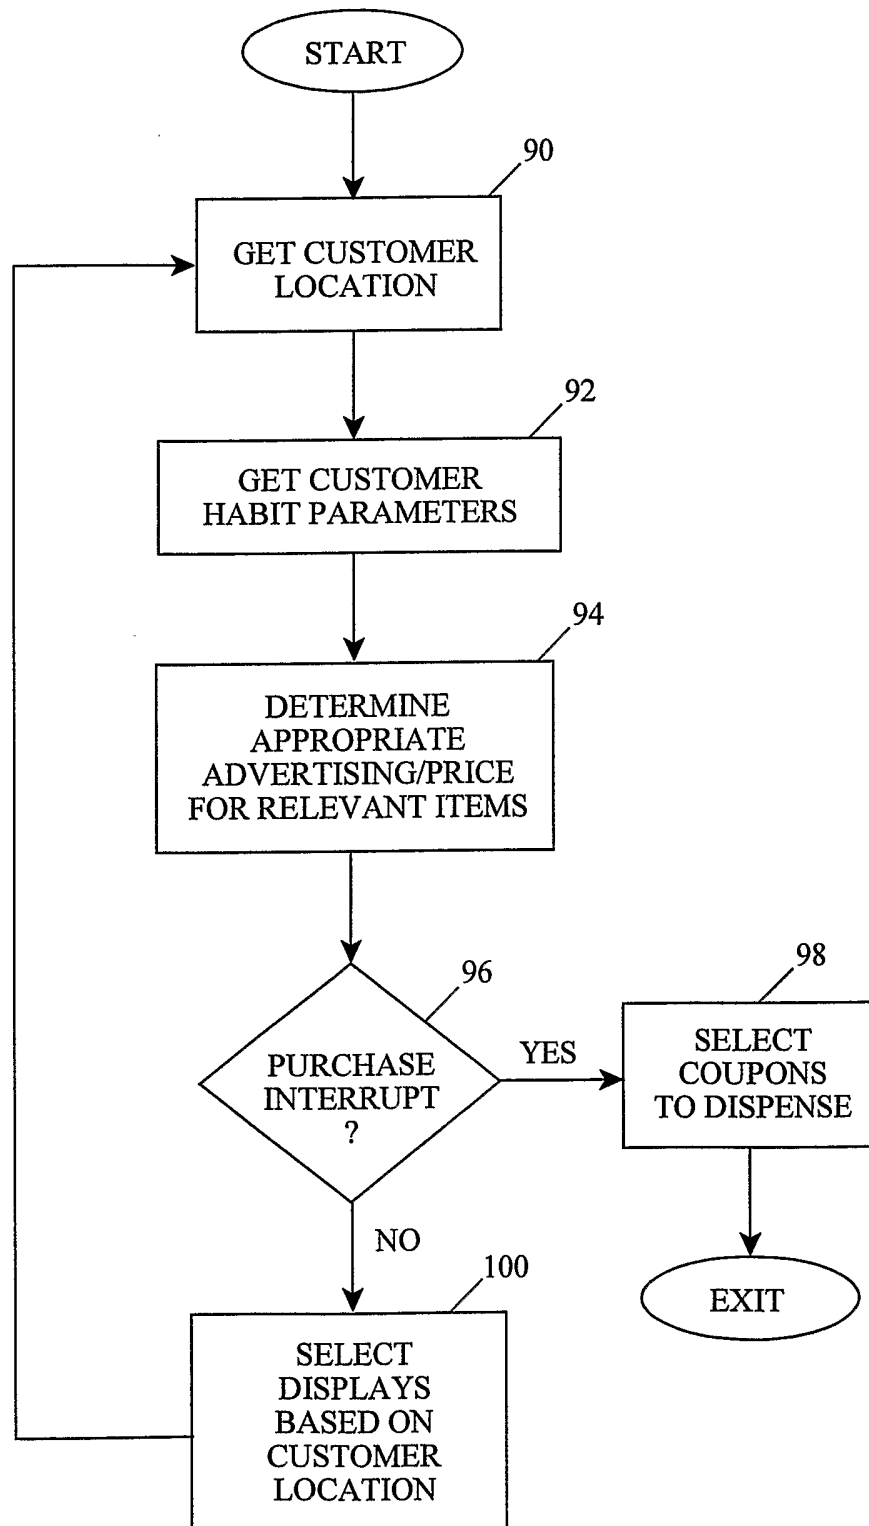 START
90
GET CUSTOMER
LOCATION
92
GET CUSTOMER
HABIT PARAMETERS
94
DETERMINE
APPROPRIATE
ADVERTISING/PRICE
FOR RELEVANT ITEMS
96
PURCHASE
INTERRUPT
?
YES
98
SELECT
COUPONS
TO DISPENSE
NO
EXIT
100
SELECT
DISPLAYS
BASED ON
CUSTOMER
LOCATION